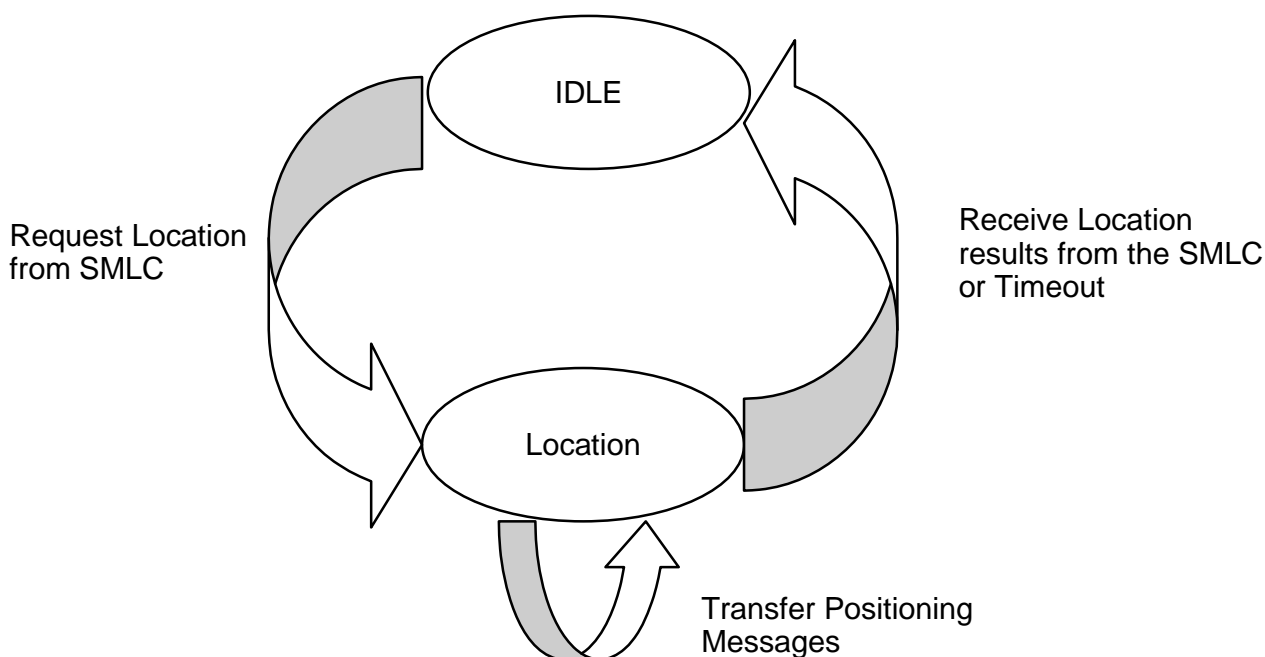 IDLE
Request Location
from SMLC
Receive Location
results from the SMLC
or Timeout
Location
Transfer Positioning
Messages